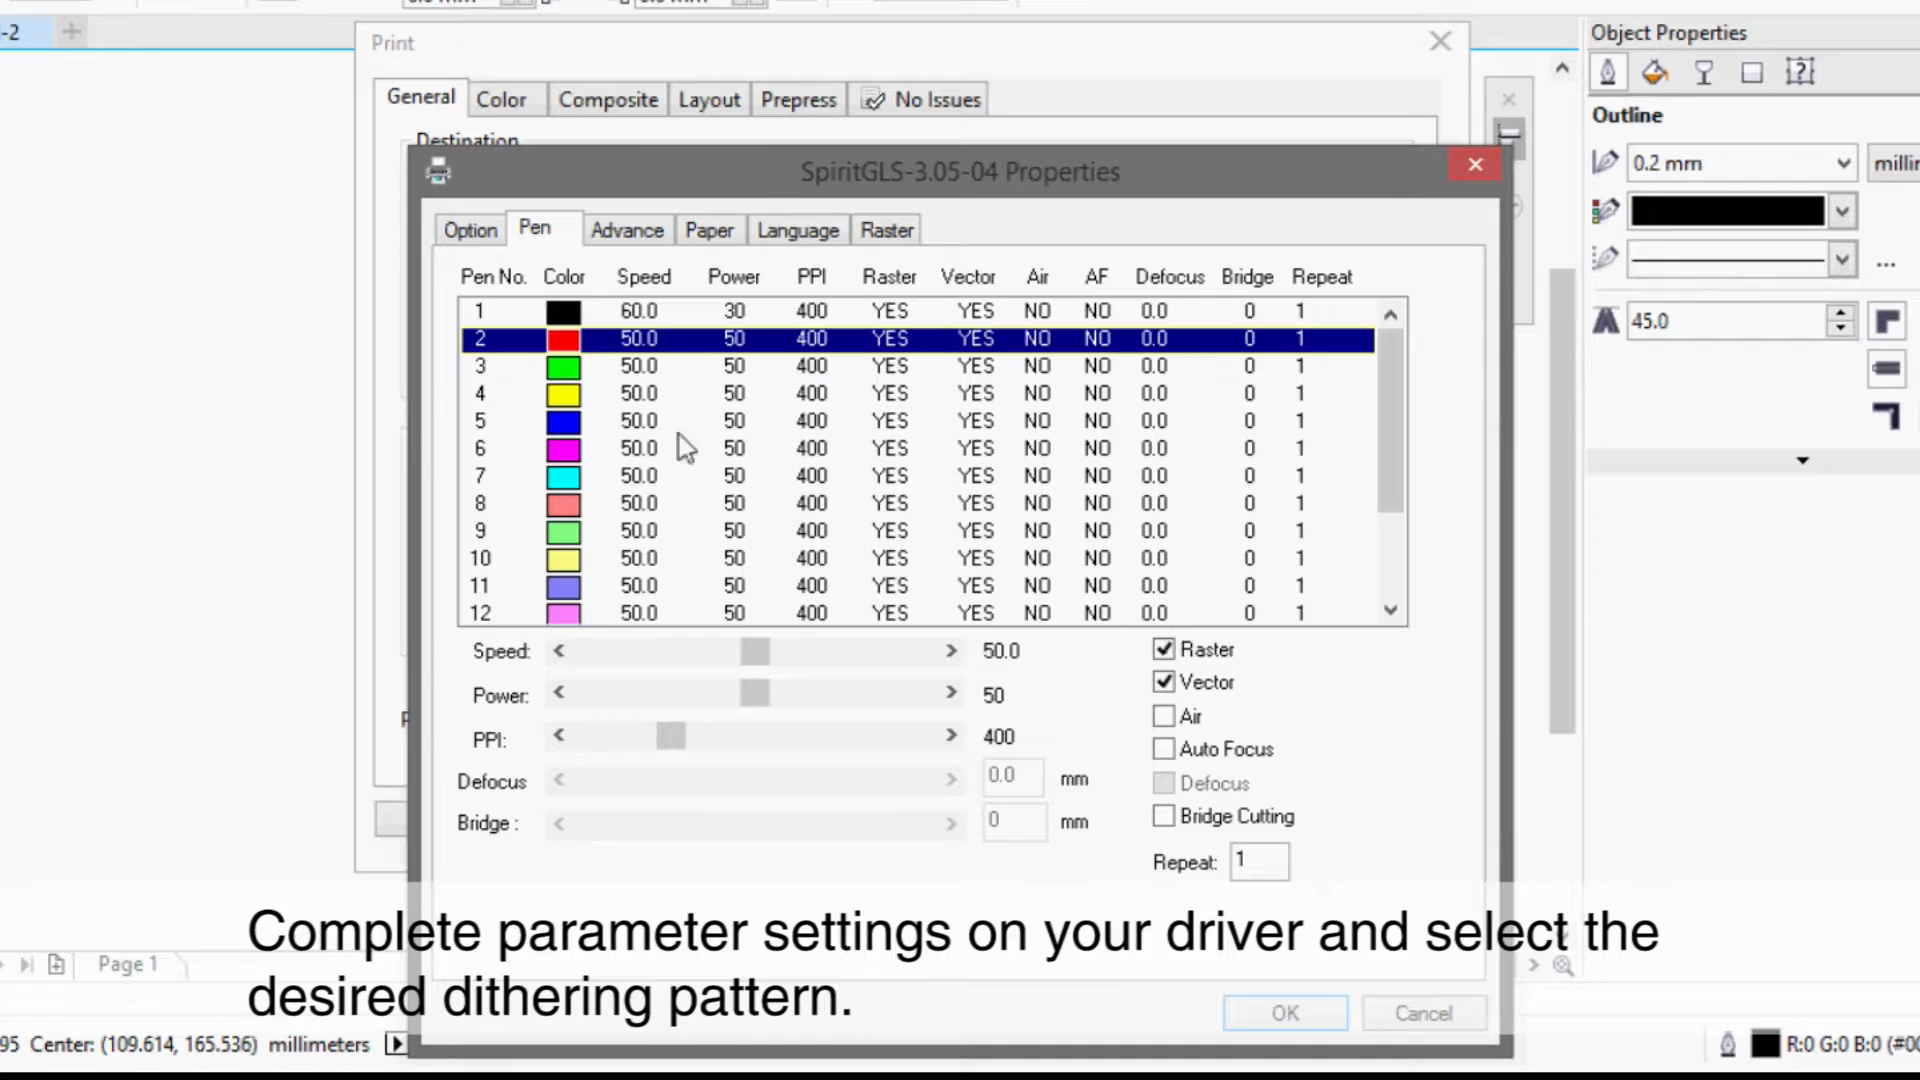 -2
Print
Object Properties
General Color Composite Layout Prepress No Issues
Destination
Outline
SpiritGLS-3.05-04 Properties
0.2 mm
Option Pen Advance Paper Language Raster
Pen No. Color Speed Power PPI Raster Vector Air AF Defocus Bridge Repeat
1 60.0 30 400 YES YES NO NO 0.0 0 1
2 50.0 50 400 YES YES NO NO 0.0 0 1
3 50.0 50 400 YES YES NO NO 0.0 0 1
4 50.0 50 400 YES YES NO NO 0.0 0 1
5 50.0 50 400 YES YES NO NO 0.0 0 1
6 50.0 50 400 YES YES NO NO 0.0 0 1
7 50.0 50 400 YES YES NO NO 0.0 0 1
8 50.0 50 400 YES YES NO NO 0.0 0 1
9 50.0 50 400 YES YES NO NO 0.0 0 1
10 50.0 50 400 YES YES NO NO 0.0 0 1
11 50.0 50 400 YES YES NO NO 0.0 0 1
12 50.0 50 400 YES YES NO NO 0.0 0 1
45.0
Speed: 50.0
Power: 50
PPI: 400
Defocus 0.0 mm
Bridge : 0 mm
Raster
Vector
Air
Auto Focus
Defocus
Bridge Cutting
Repeat: 1
Complete parameter settings on your driver and select the
desired dithering pattern.
Page 1
OK Cancel
95 Center: (109.614, 165.536) millimeters
R:0 G:0 B:0 (#00